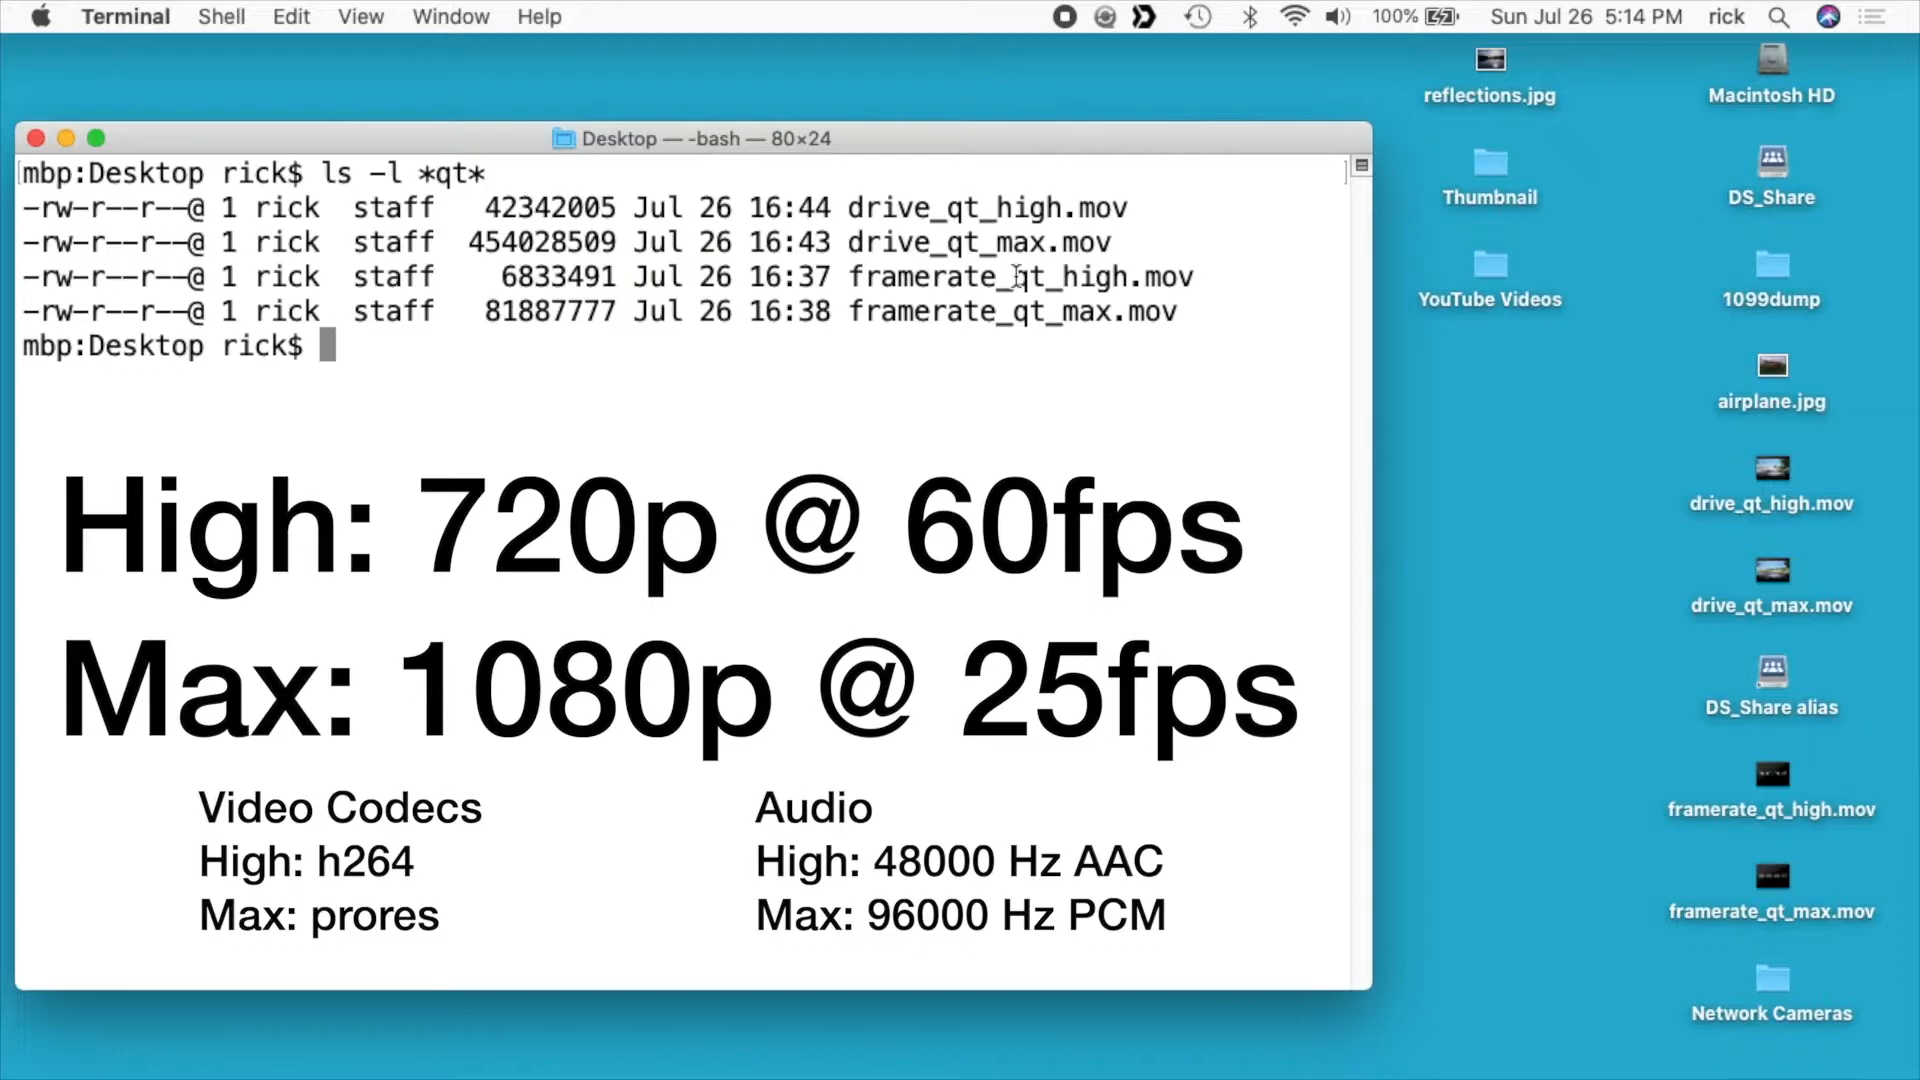 Terminal Shell Edit View Window Help 100% Sun Jul 26 5:14 PM rick
Desktop — -bash — 80×24
mbp:Desktop rick$ ls -l *qt*
-rw-r--r--@ 1 rick staff 42342005 Jul 26 16:44 drive_qt_high.mov
-rw-r--r--@ 1 rick staff 454028509 Jul 26 16:43 drive_qt_max.mov
-rw-r--r--@ 1 rick staff 6833491 Jul 26 16:37 framerate_qt_high.mov
-rw-r--r--@ 1 rick staff 81887777 Jul 26 16:38 framerate_qt_max.mov
mbp:Desktop rick$
High: 720p @ 60fps
Max: 1080p @ 25fps
Video Codecs
High: h264
Max: prores
Audio
High: 48000 Hz AAC
Max: 96000 Hz PCM
reflections.jpg
Thumbnail
YouTube Videos
Macintosh HD
DS_Share
1099dump
airplane.jpg
drive_qt_high.mov
drive_qt_max.mov
DS_Share alias
framerate_qt_high.mov
framerate_qt_max.mov
Network Cameras